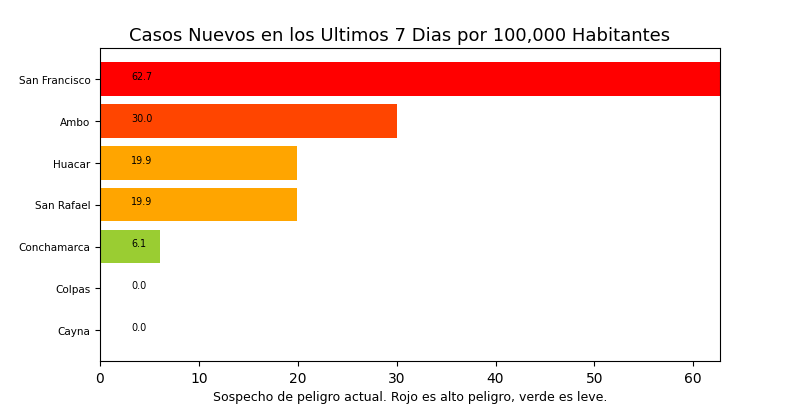 Casos Nuevos en los Ultimos 7 Dias por 100,000 Habitantes
San Francisco 62.7
Ambo 30.0
Huacar 19.9
San Rafael 19.9
Conchamarca 6.1
Colpas 0.0
Cayna 0.0
0 10 20 30 40 50 60
Sospecho de peligro actual. Rojo es alto peligro, verde es leve.